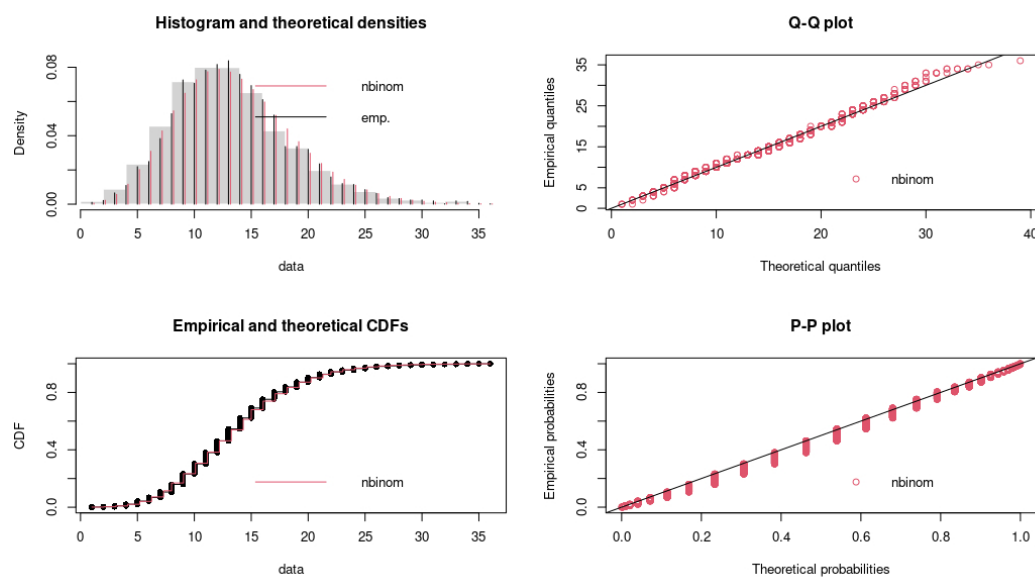 Histogram and theoretical densities
Density
0.00
0.04
0.08
nbinom
emp.
0 5 10 15 20 25 30 35
data
Q-Q plot
Empirical quantiles
0 5 15 25 35
nbinom
0 10 20 30 40
Theoretical quantiles
Empirical and theoretical CDFs
CDF
0.0 0.4 0.8
nbinom
0 5 10 15 20 25 30 35
data
P-P plot
Empirical probabilities
0.0 0.4 0.8
nbinom
0.0 0.2 0.4 0.6 0.8 1.0
Theoretical probabilities